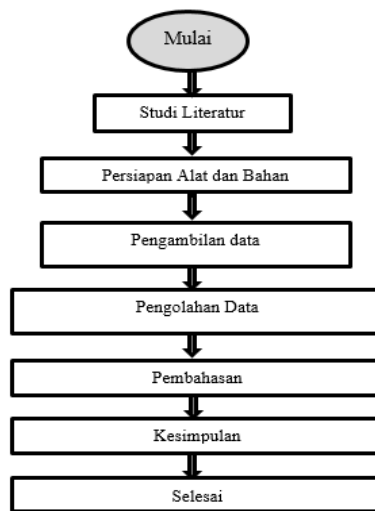 Mulai
Studi Literatur
Persiapan Alat dan Bahan
Pengambilan data
Pengolahan Data
Pembahasan
Kesimpulan
Selesai